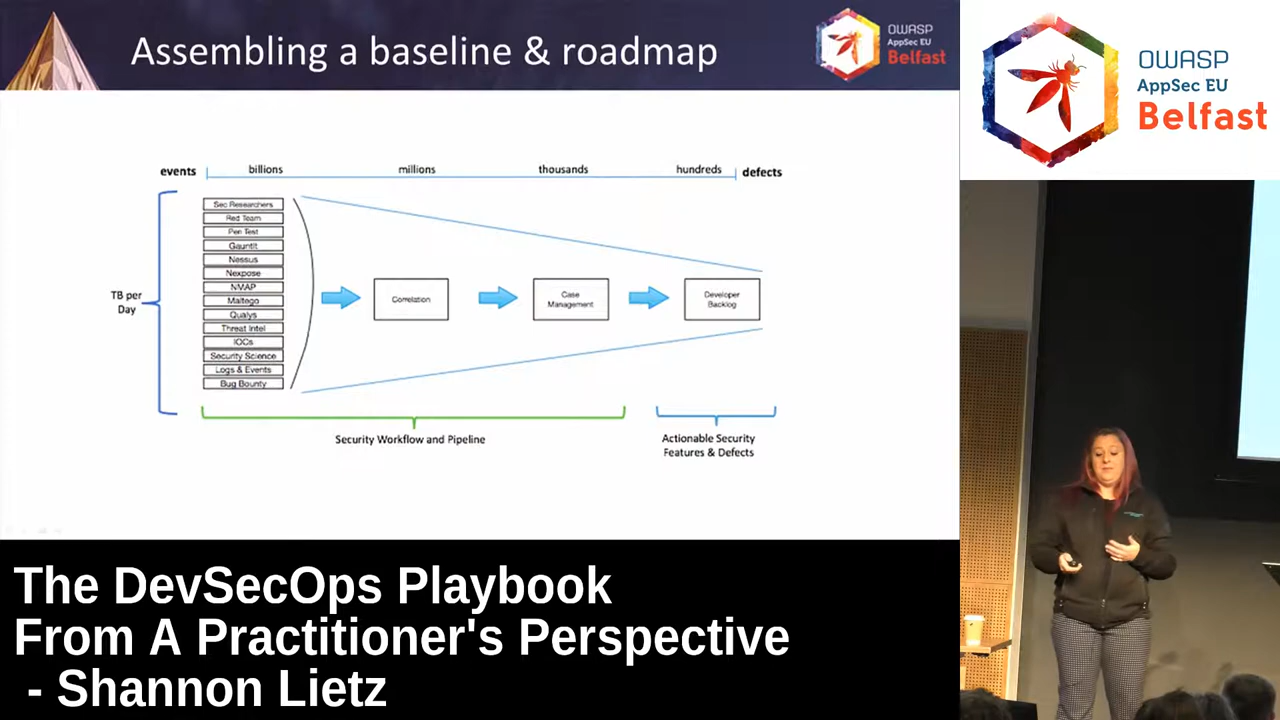 Assembling a baseline & roadmap
OWASP
AppSec EU
Belfast
OWASP
AppSec EU
Belfast
events
billions
millions
thousands
hundreds
defects
TB per
Day
Sec Researchers
Red Team
Pen Test
Gauntlt
Nessus
Nexpose
NMAP
Maltego
Qualys
Threat Intel
IOCs
Security Science
Logs & Events
Bug Bounty
Correlation
Case
Management
Developer
Backlog
Security Workflow and Pipeline
Actionable Security
Features & Defects
The DevSecOps Playbook
From A Practitioner's Perspective
- Shannon Lietz